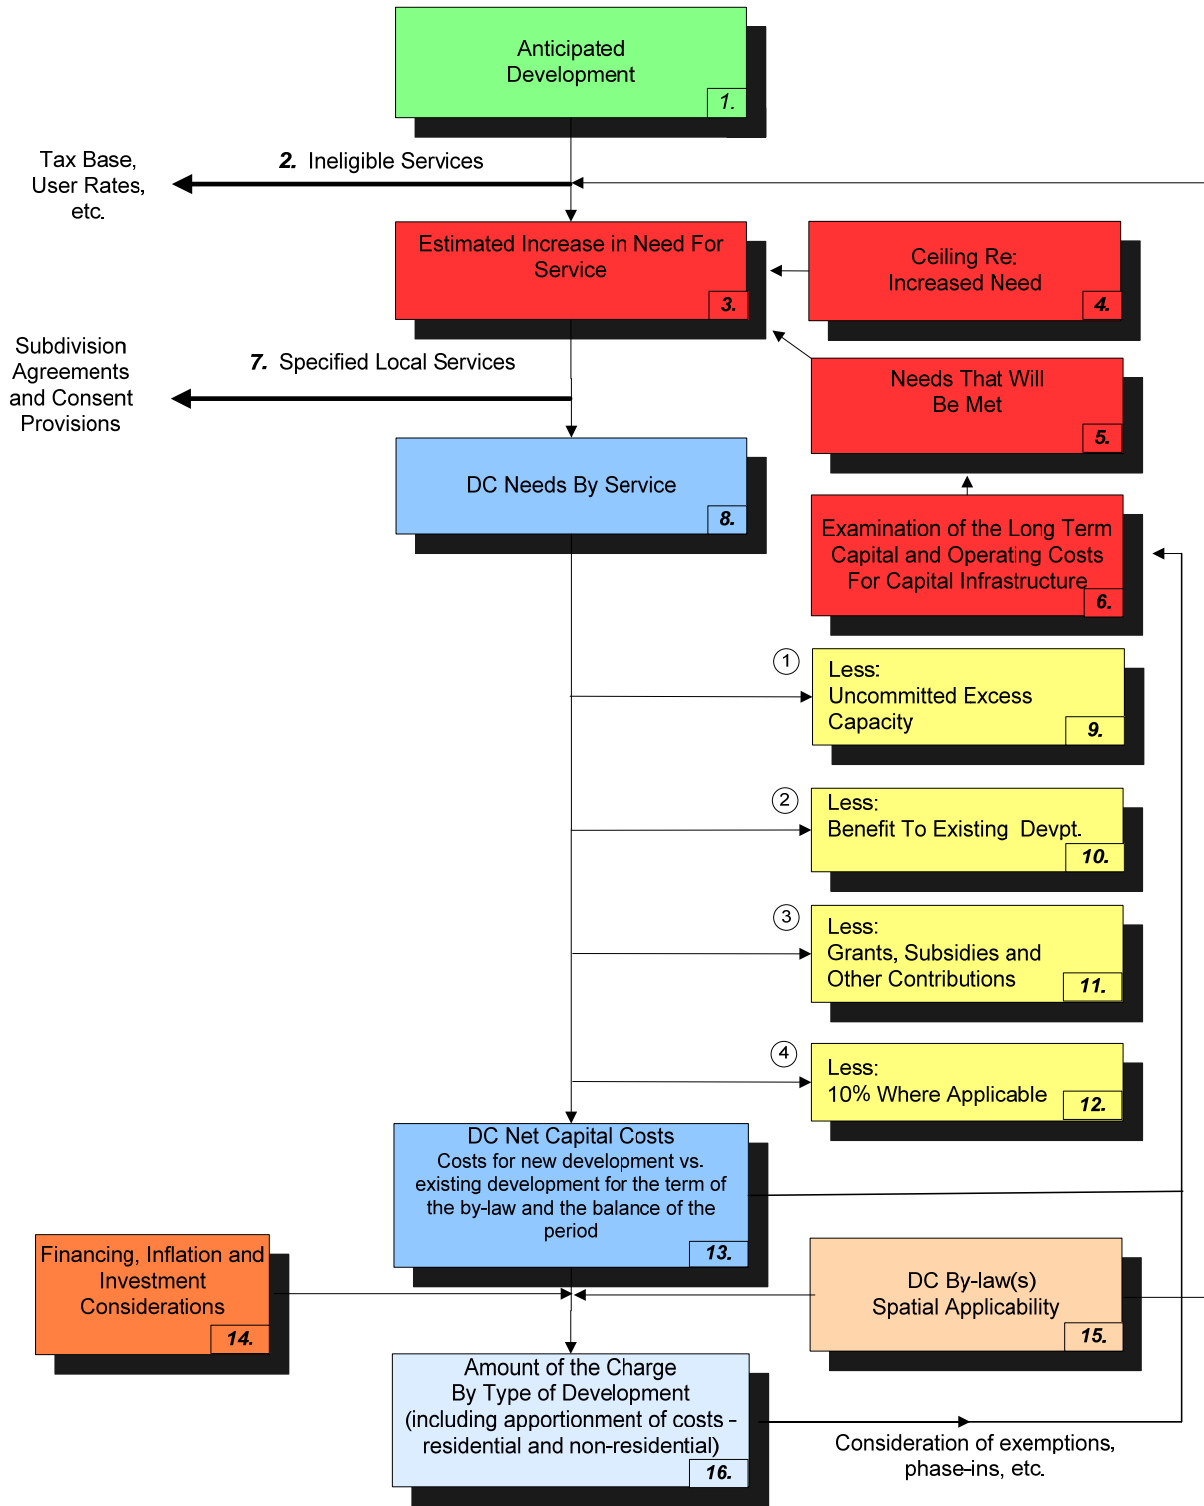 Anticipated
Development
1.
Tax Base,
User Rates,
etc.
2. Ineligible Services
Estimated Increase in Need For
Service
3.
Ceiling Re:
Increased Need
4.
Subdivision
Agreements
and Consent
Provisions
7. Specified Local Services
Needs That Will
Be Met
5.
DC Needs By Service
8.
Examination of the Long Term
Capital and Operating Costs
For Capital Infrastructure
6.
1
Less:
Uncommitted Excess
Capacity
9.
2
Less:
Benefit To Existing Devpt.
10.
3
Less:
Grants, Subsidies and
Other Contributions
11.
4
Less:
10% Where Applicable
12.
DC Net Capital Costs
Costs for new development vs.
existing development for the term of
the by-law and the balance of the
period
13.
Financing, Inflation and
Investment
Considerations
14.
DC By-law(s)
Spatial Applicability
15.
Amount of the Charge
By Type of Development
(including apportionment of costs -
residential and non-residential)
16.
Consideration of exemptions,
phase-ins, etc.